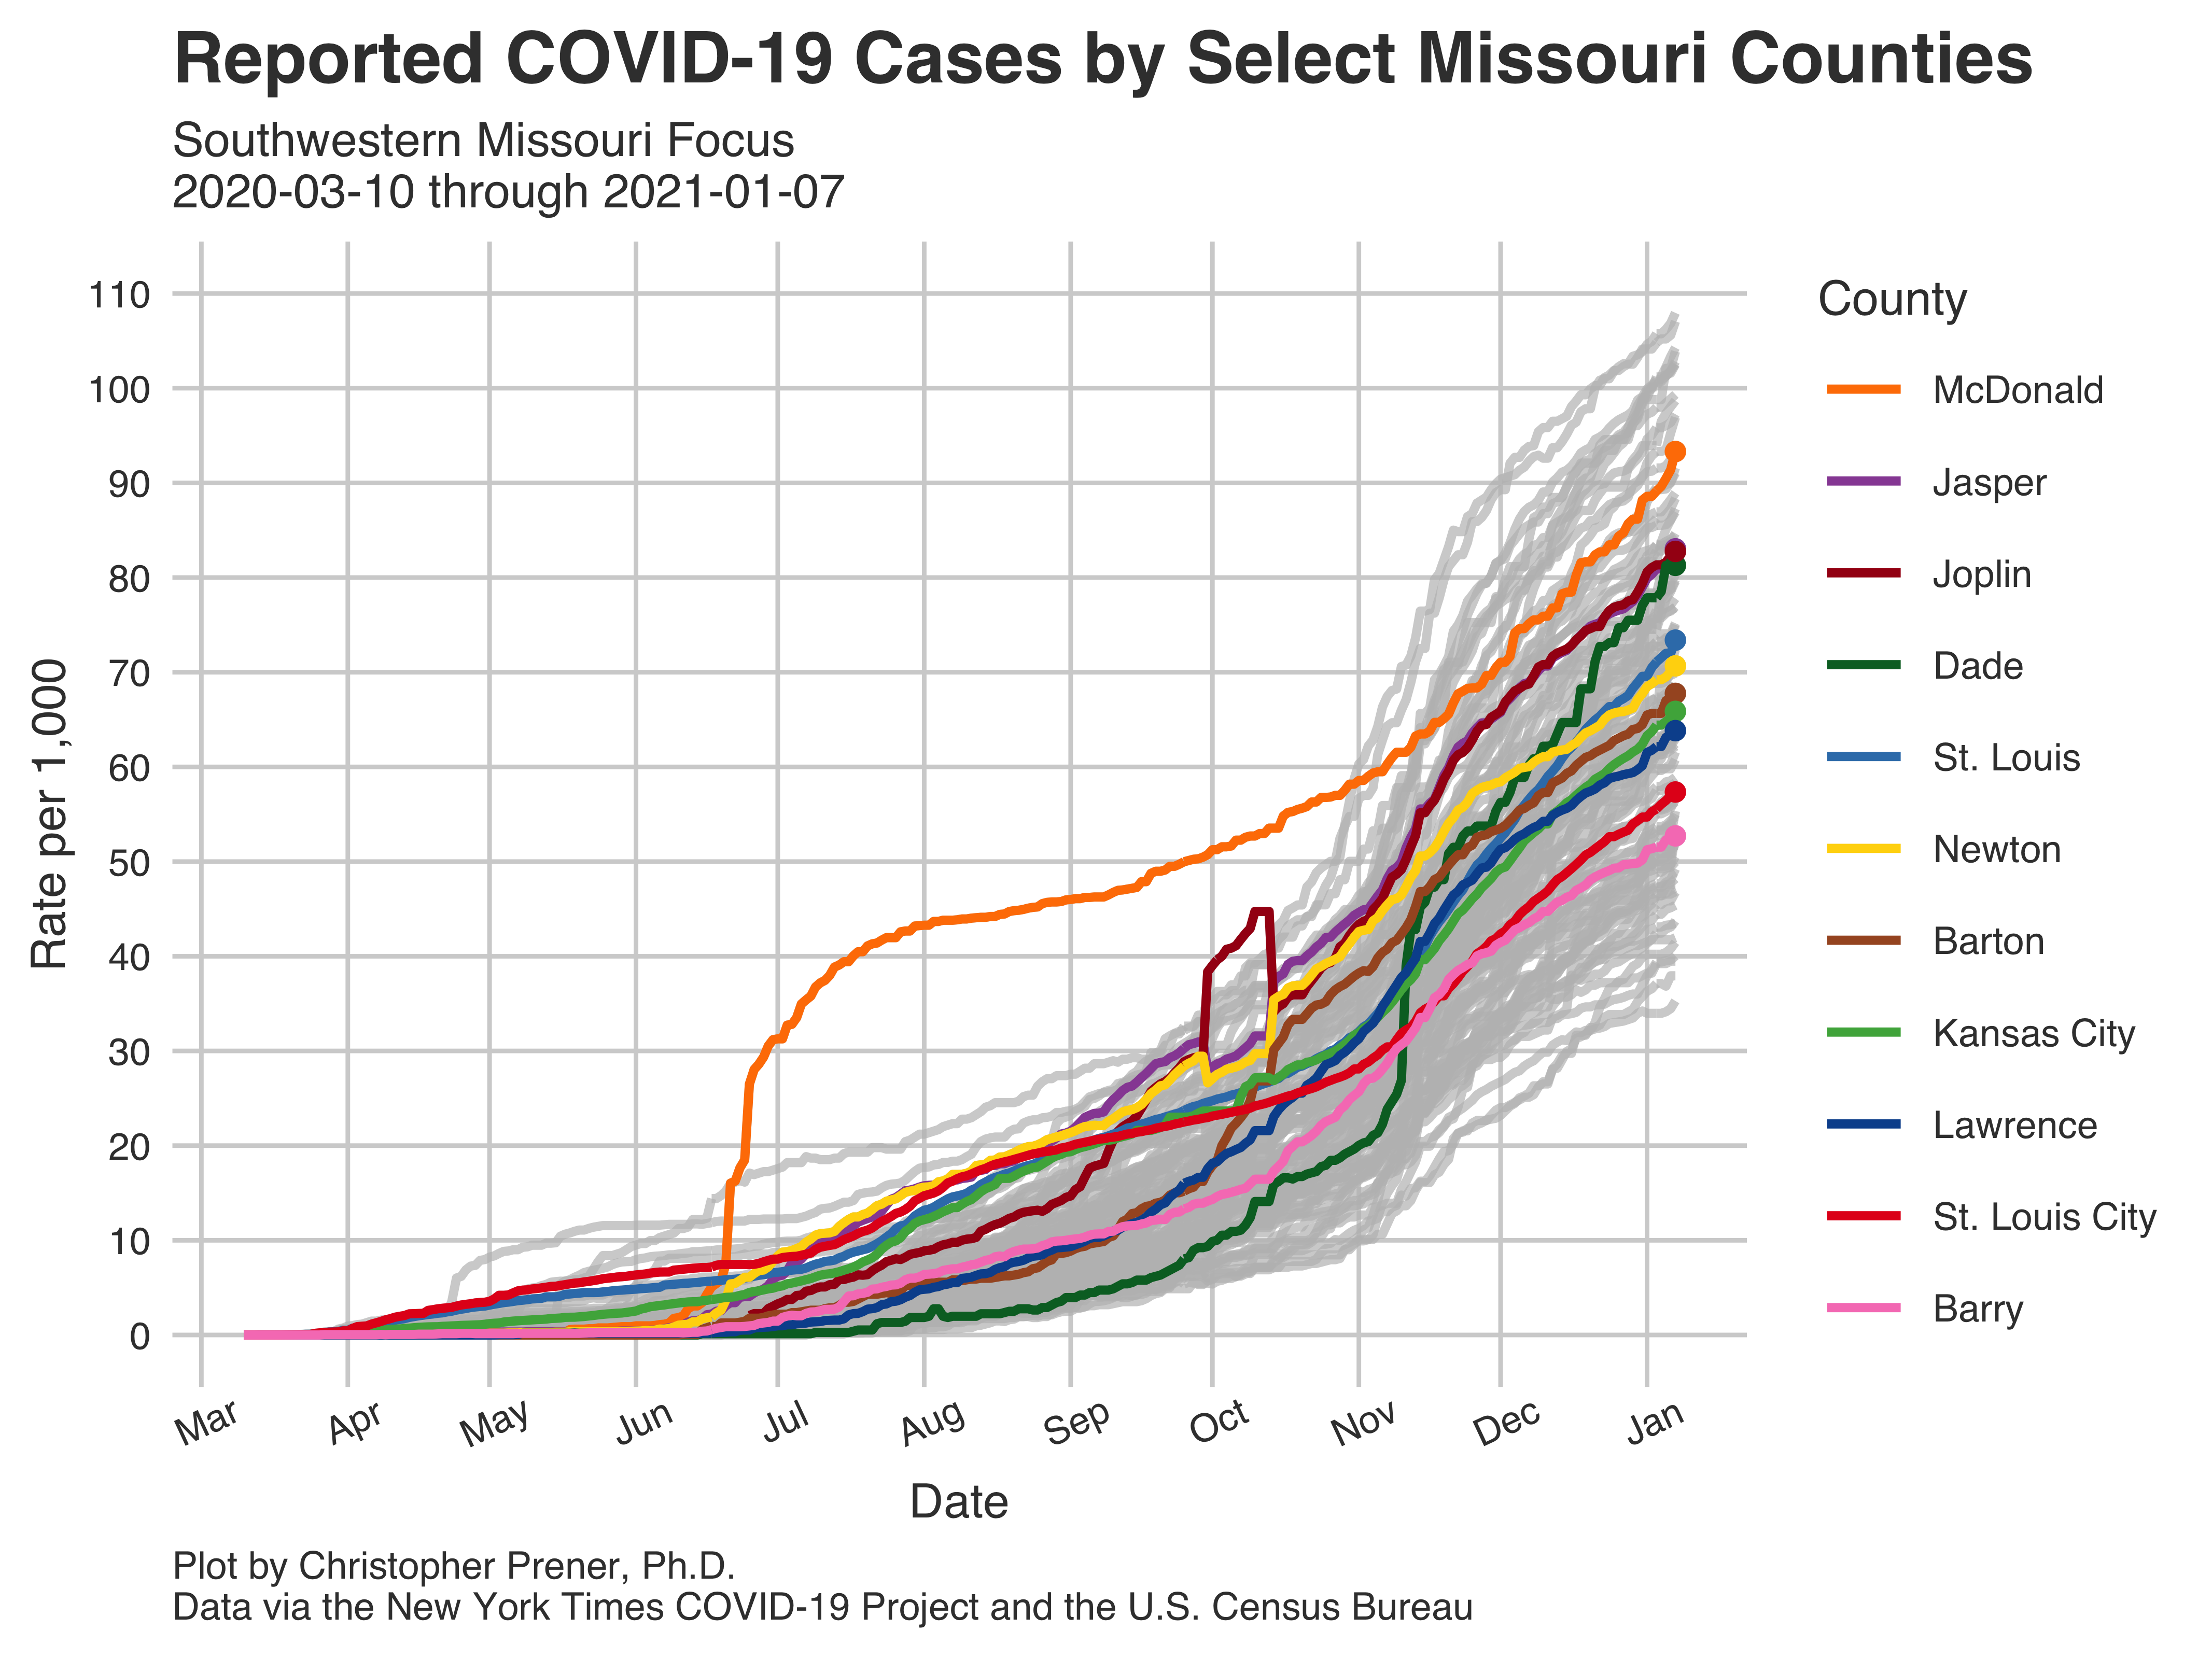 Reported COVID-19 Cases by Select Missouri Counties
Southwestern Missouri Focus
2020-03-10 through 2021-01-07
Rate per 1,000
110
100
90
80
70
60
50
40
30
20
10
0
Mar
Apr
May
Jun
Jul
Aug
Sep
Oct
Nov
Dec
Jan
Date
County
McDonald
Jasper
Joplin
Dade
St. Louis
Newton
Barton
Kansas City
Lawrence
St. Louis City
Barry
Plot by Christopher Prener, Ph.D.
Data via the New York Times COVID-19 Project and the U.S. Census Bureau